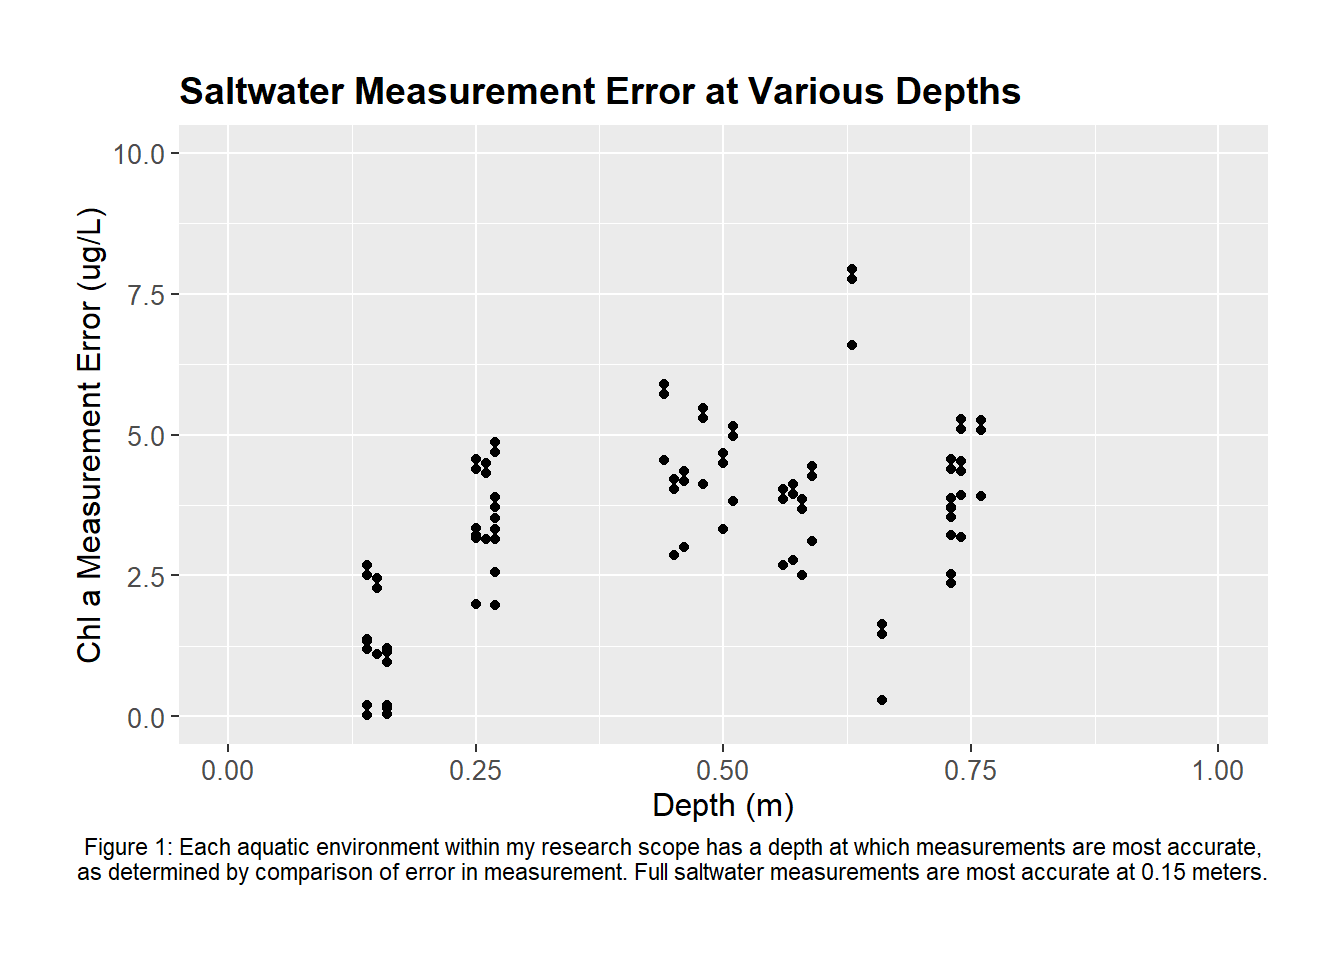 Saltwater Measurement Error at Various Depths
10.0
7.5
5.0
2.5
0.0
Chl a Measurement Error (ug/L)
0.00 0.25 0.50 0.75 1.00
Depth (m)
Figure 1: Each aquatic environment within my research scope has a depth at which measurements are most accurate,
as determined by comparison of error in measurement. Full saltwater measurements are most accurate at 0.15 meters.